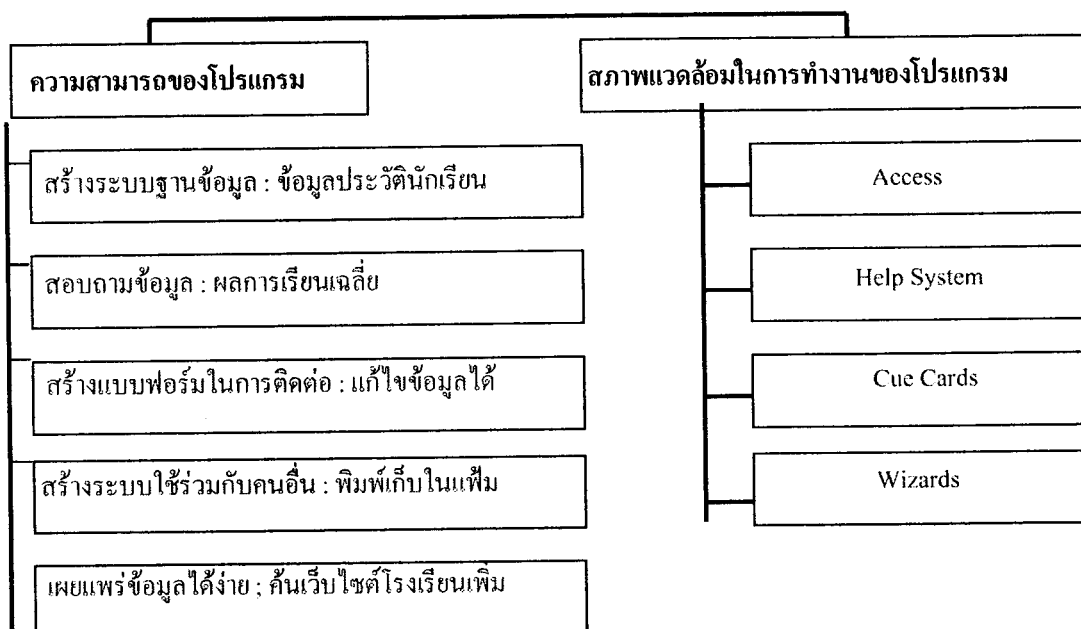 ความสามารถของโปรแกรม
สร้างระบบฐานข้อมูล : ข้อมูลประวัตินักเรียน
สอบถามข้อมูล : ผลการเรียนเฉลี่ย
สร้างแบบฟอร์มในการติดต่อ : แก้ไขข้อมูลได้
สร้างระบบใช้ร่วมกับคนอื่น : พิมพ์เก็บในแฟ้ม
เผยแพร่ข้อมูลได้ง่าย ; ค้นเว็บไซต์โรงเรียนเพิ่ม
สภาพแวดล้อมในการทำงานของโปรแกรม
Access
Help System
Cue Cards
Wizards